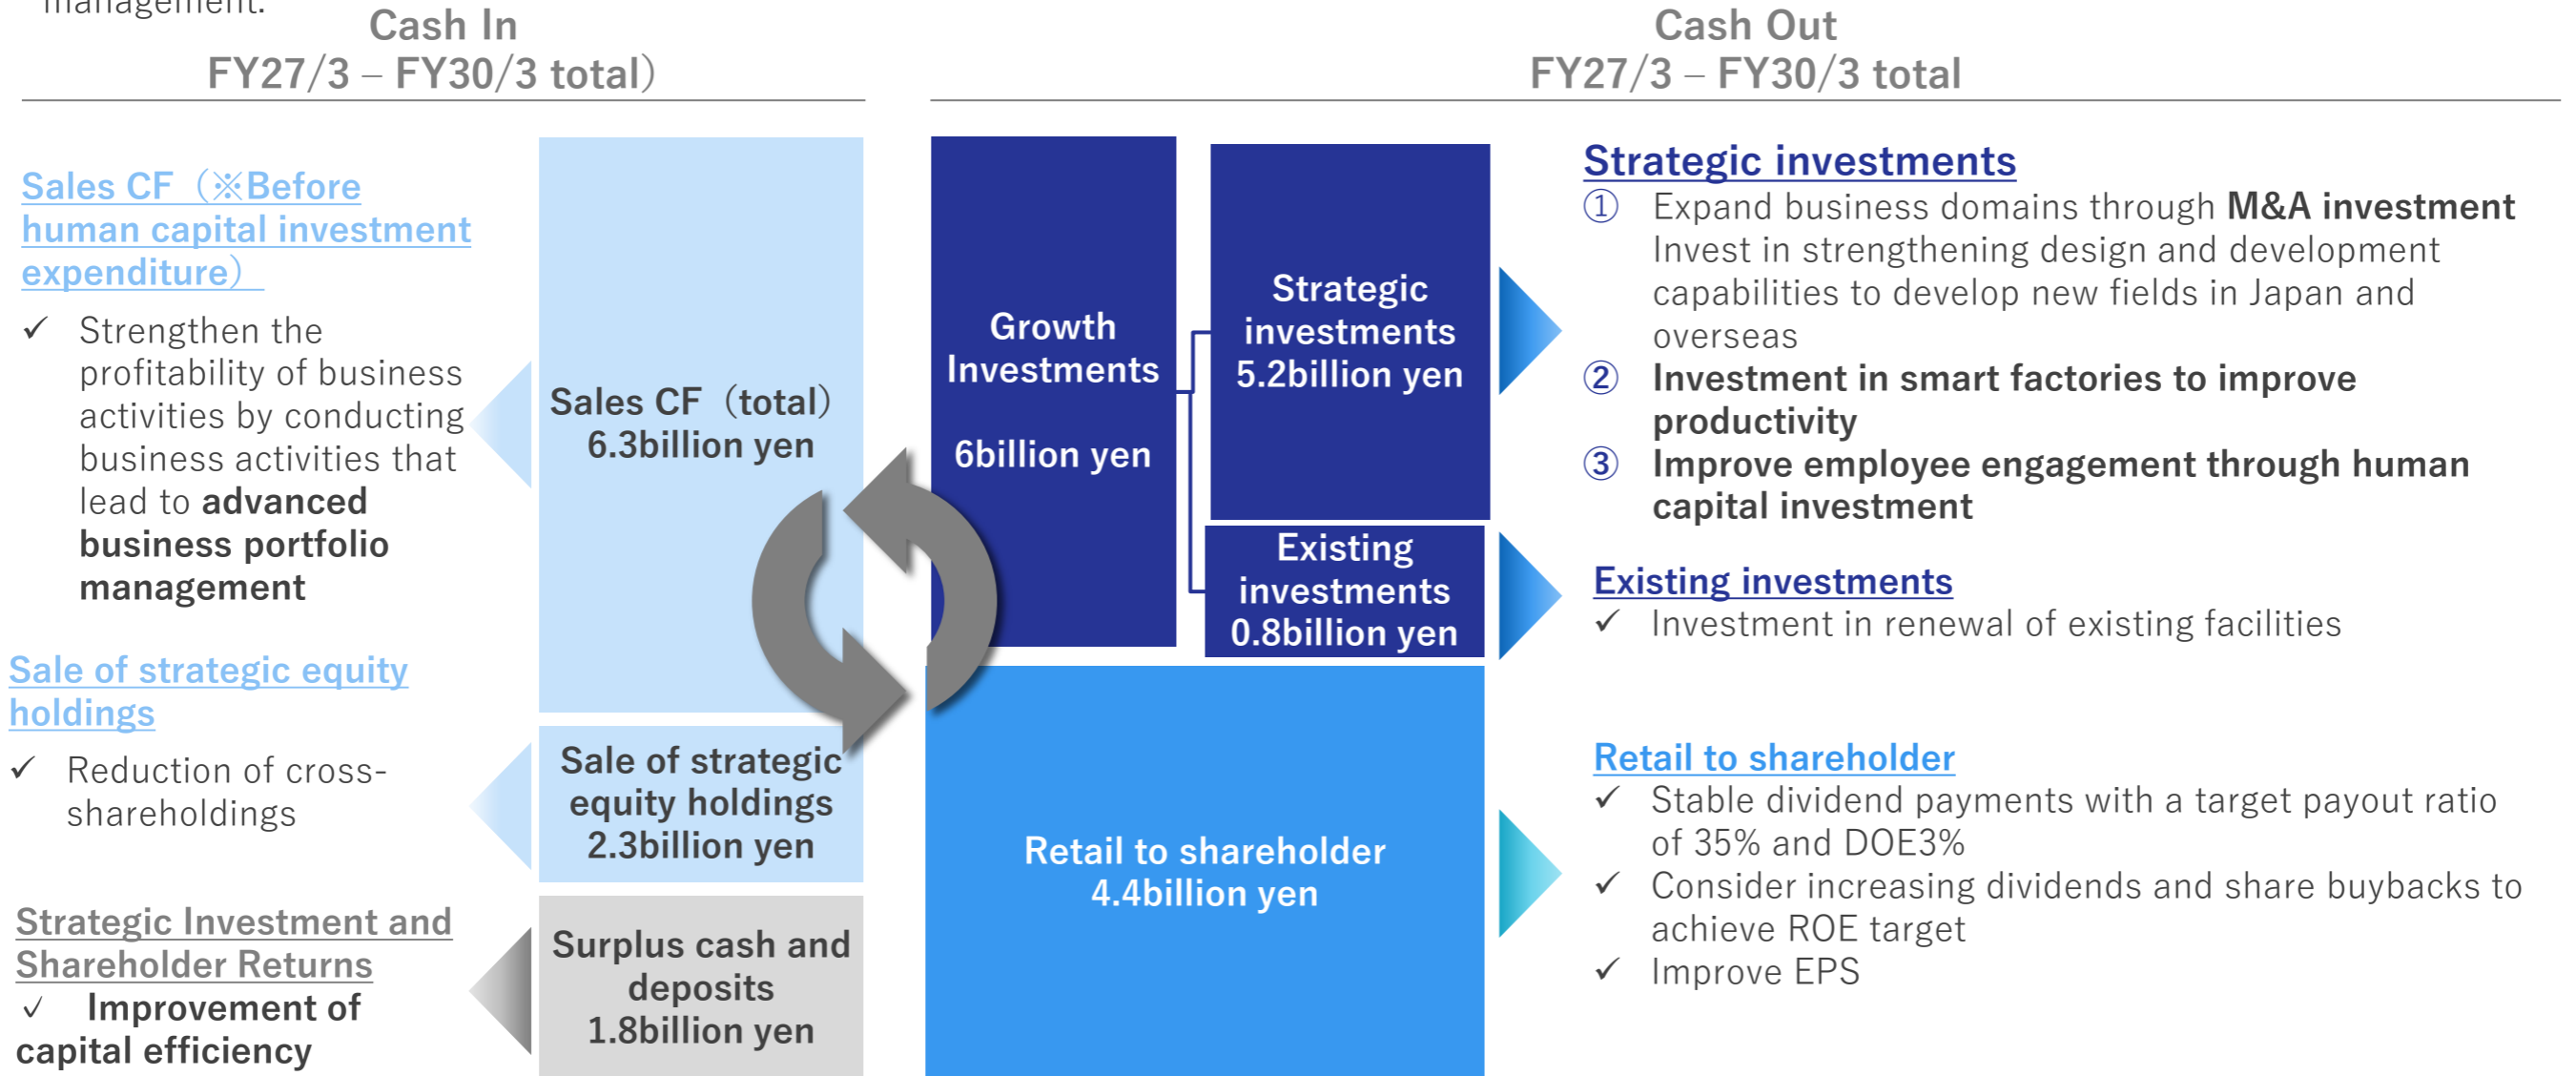 management.
Cash In
FY27/3 – FY30/3 total）
Sales CF（※Before
human capital investment
expenditure）
✓ Strengthen the
profitability of business
activities by conducting
business activities that
lead to advanced
business portfolio
management
Sale of strategic equity
holdings
✓ Reduction of cross-
shareholdings
Strategic Investment and
Shareholder Returns
✓ Improvement of
capital efficiency
Sales CF（total）
6.3billion yen
Sale of strategic
equity holdings
2.3billion yen
Surplus cash and
deposits
1.8billion yen
Cash Out
FY27/3 – FY30/3 total
Growth
Investments
6billion yen
Strategic
investments
5.2billion yen
Existing
investments
0.8billion yen
Retail to shareholder
4.4billion yen
Strategic investments
① Expand business domains through M&A investment
Invest in strengthening design and development
capabilities to develop new fields in Japan and
overseas
② Investment in smart factories to improve
productivity
③ Improve employee engagement through human
capital investment
Existing investments
✓ Investment in renewal of existing facilities
Retail to shareholder
✓ Stable dividend payments with a target payout ratio
of 35% and DOE3%
✓ Consider increasing dividends and share buybacks to
achieve ROE target
✓ Improve EPS